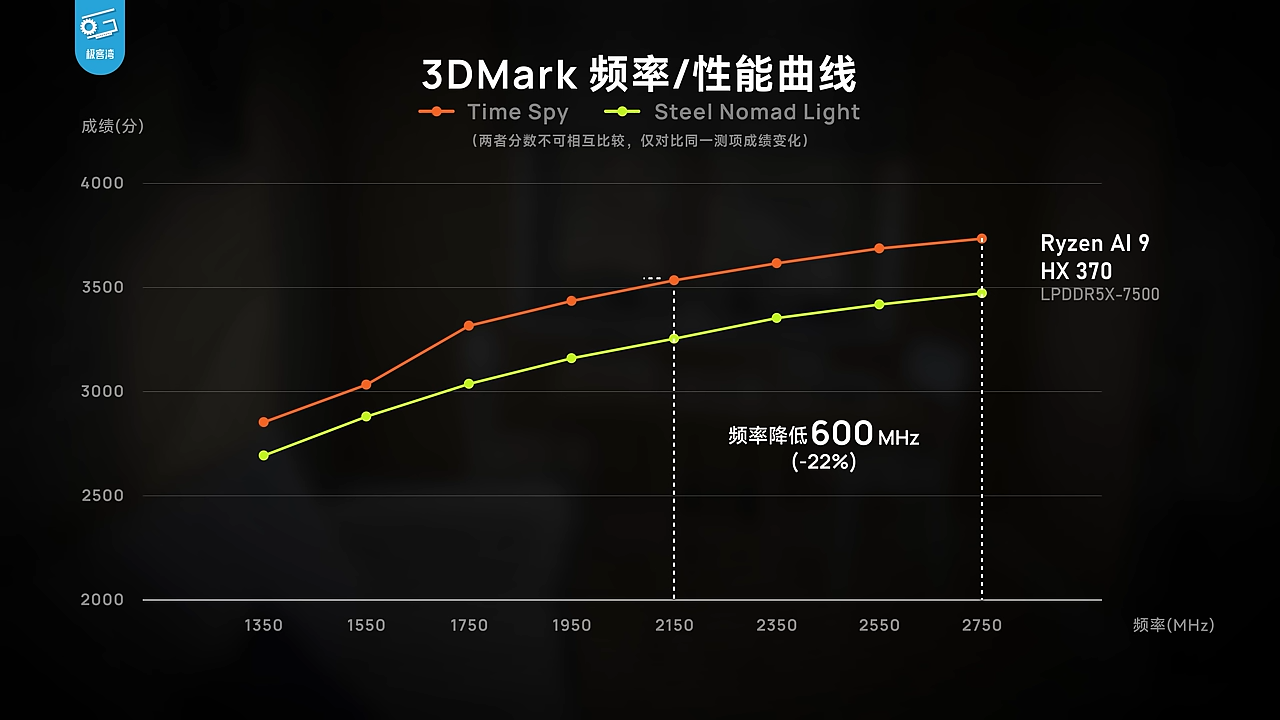 极客湾
3DMark 频率/性能曲线
Time Spy Steel Nomad Light
(两者分数不可相互比较，仅对比同一测项成绩变化)
成绩(分)
4000
3500
3000
2500
2000
Ryzen AI 9
HX 370
LPDDR5X-7500
频率降低600 MHz
(-22%)
1350 1550 1750 1950 2150 2350 2550 2750
频率(MHz)